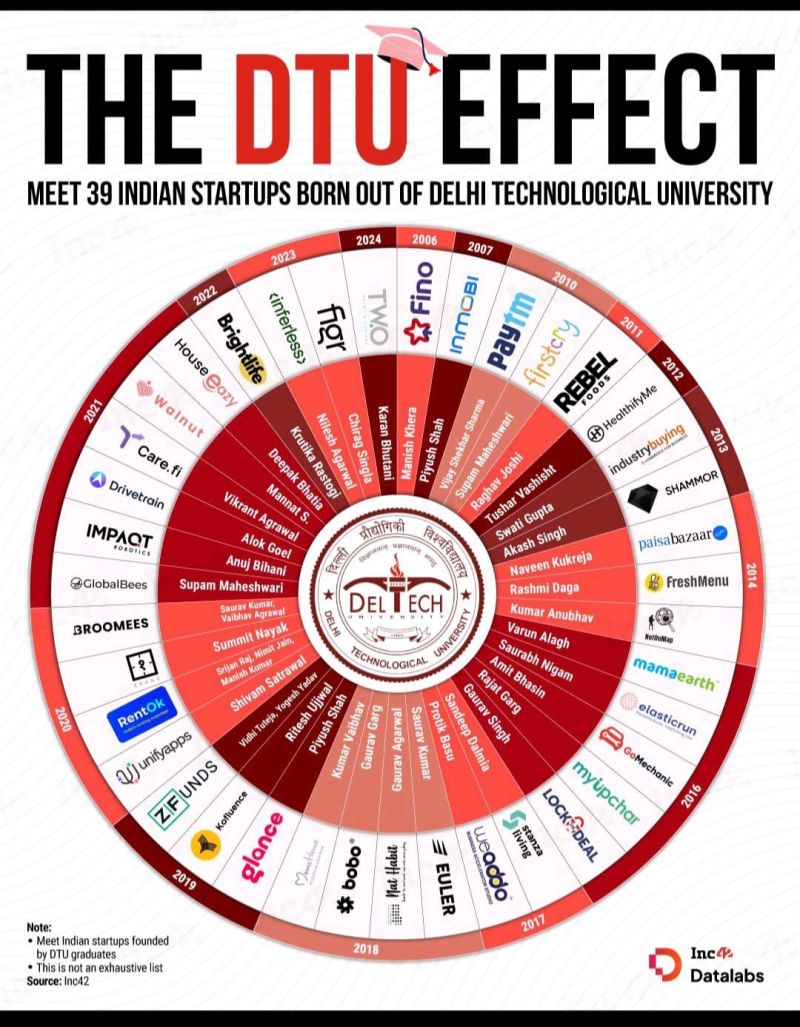 THE DTU EFFECT
MEET 39 INDIAN STARTUPS BORN OUT OF DELHI TECHNOLOGICAL UNIVERSITY
2006
2007
2010
2011
2012
2013
2014
2016
2017
2018
2019
2020
2021
2022
2023
2024
Fino
INMOBI
Paytm
firstcry
REBEL
FOODS
HealthifyMe
industrybuying
SHAMMOR
paisabazaar
FreshMenu
NotOnMap
mamaearth
elasticrun
GoMechanic
myUpchar
LOCK DEAL
stanza
living
weaddo
EULER
Nat Habit
bobo
glance
Kofluence
ZFUNDS
unifyapps
RentOk
BROOMEES
GlobalBees
IMPAQT
ROBOTICS
Drivetrain
Care.fi
walnut
House eazy
Brightlife
<inferless>
figr
TWO
Manish Khera
Piyush Shah
Vijay Shekhar Sharma
Supam Maheshwari
Raghav Joshi
Tushar Vashisht
Swati Gupta
Akash Singh
Naveen Kukreja
Rashmi Daga
Kumar Anubhav
Varun Alagh
Saurabh Nigam
Amit Bhasin
Rajat Garg
Gaurav Singh
Sandeep Dalmia
Protik Basu
Saurav Kumar
Gaurav Agarwal
Gaurav Garg
Kumar Vaibhav
Piyush Shah
Ritesh Ujjwal
Vidhi Tuteja, Yogesh Yadav
Shivam Satrawal
Srijan Raj, Nimit Jain,
Manish Kumar
Summit Nayak
Saurav Kumar,
Vaibhav Agrawal
Supam Maheshwari
Anuj Bihani
Alok Goel
Vikrant Agrawal
Mannat S.
Deepak Bhatia
Krutika Rastogi
Nilesh Agarwal
Chirag Singla
Karan Bhutani
दिल्ली प्रौद्योगिकी विश्वविद्यालय
DELTECH
UNIVERSITY
DELHI TECHNOLOGICAL UNIVERSITY
Note:
• Meet Indian startups founded
by DTU graduates
• This is not an exhaustive list
Source: Inc42
Inc42
Datalabs